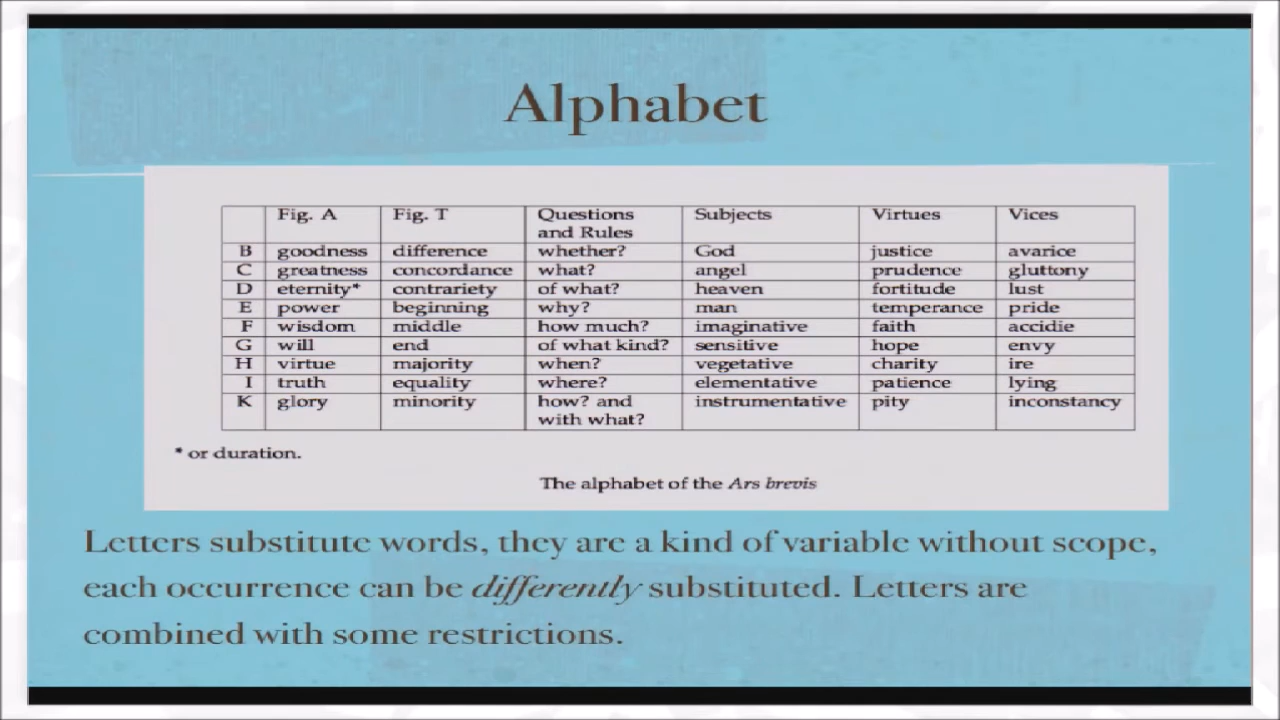 Alphabet
Fig. A Fig. T Questions and Rules Subjects Virtues Vices
B goodness difference whether? God justice avarice
C greatness concordance what? angel prudence gluttony
D eternity* contrariety of what? heaven fortitude lust
E power beginning why? man temperance pride
F wisdom middle how much? imaginative faith accidie
G will end of what kind? sensitive hope envy
H virtue majority when? vegetative charity ire
I truth equality where? elementative patience lying
K glory minority how? and with what? instrumentative pity inconstancy
* or duration.
The alphabet of the Ars brevis
Letters substitute words, they are a kind of variable without scope,
each occurrence can be differently substituted. Letters are
combined with some restrictions.